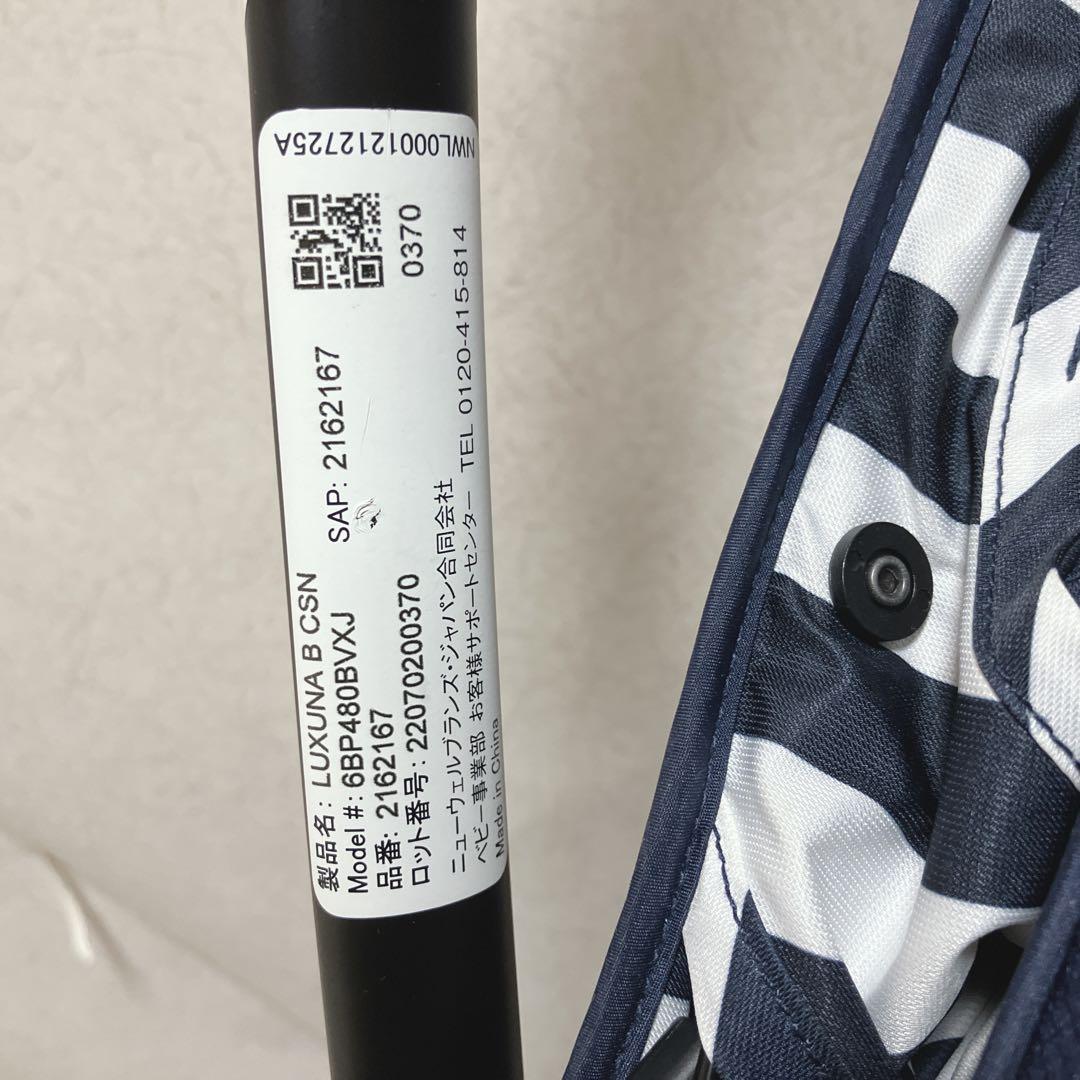 製品名: LUXUNA B CSN
SAP: 2162167
Model #: 6BP480BVXJ
品番: 2162167
ロット番号: 22070200370
0370
ニューウェルブランズ・ジャパン合同会社
ベビー事業部 お客様サポートセンター TEL 0120-415-814
Made in China
NWL0001212725A